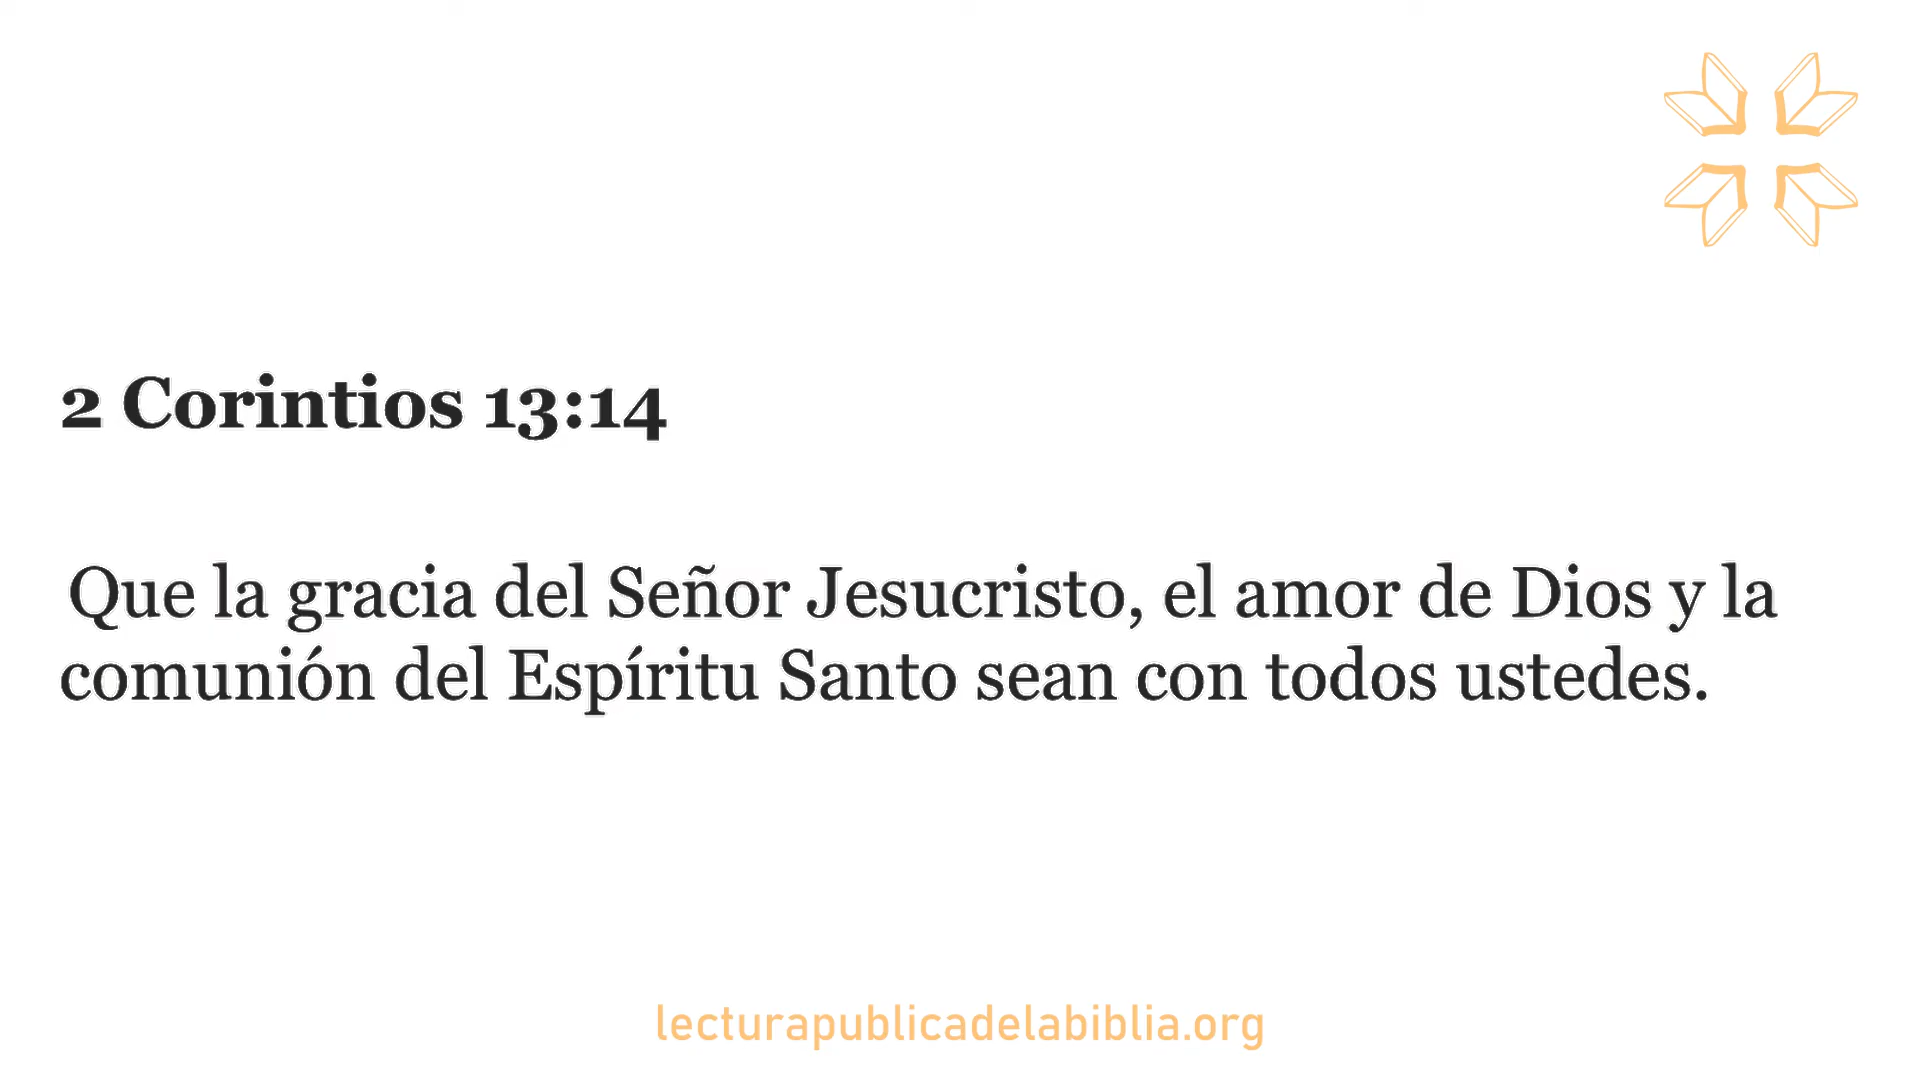 2 Corintios 13:14
Que la gracia del Señor Jesucristo, el amor de Dios y la
comunión del Espíritu Santo sean con todos ustedes.
lecturapublicadelabiblia.org